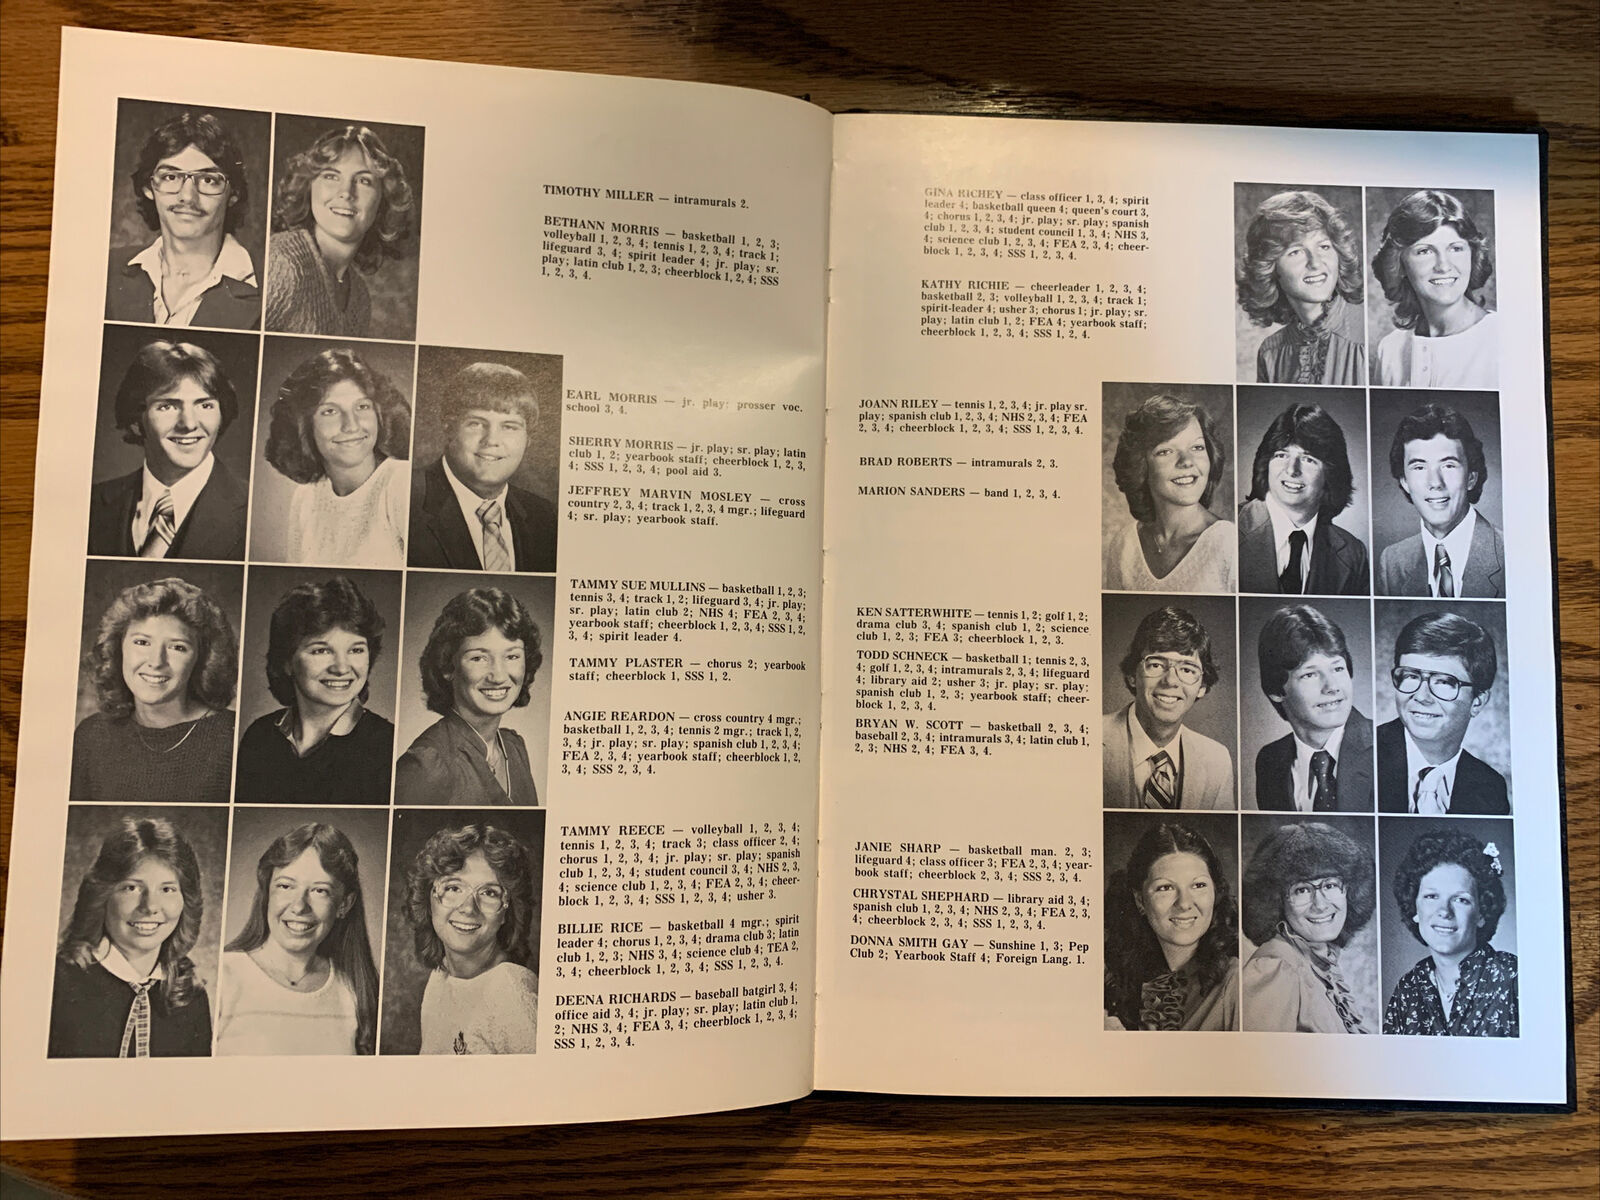 TIMOTHY MILLER — intramurals 2.
BETHANN MORRIS — basketball 1, 2, 3;
volleyball 1, 2, 3, 4; tennis 1, 2, 3, 4; track 1;
lifeguard 3, 4; spirit leader 4; jr. play; sr.
play; latin club 1, 2, 3; cheerblock 1, 2, 4; SSS
1, 2, 3, 4.
EARL MORRIS — jr. play; prosser voc.
school 3, 4.
SHERRY MORRIS — jr. play; sr. play; latin
club 1, 2; yearbook staff; cheerblock 1, 2, 3,
4; SSS 1, 2, 3, 4; pool aid 3.
JEFFREY MARVIN MOSLEY — cross
country 2, 3, 4; track 1, 2, 3, 4 mgr.; lifeguard
4; sr. play; yearbook staff.
TAMMY SUE MULLINS — basketball 1, 2, 3;
tennis 3, 4; track 1, 2; lifeguard 3, 4; jr. play;
sr. play; latin club 2; NHS 4; FEA 2, 3, 4;
yearbook staff; cheerblock 1, 2, 3, 4; SSS 1, 2,
3, 4; spirit leader 4.
TAMMY PLASTER — chorus 2; yearbook
staff; cheerblock 1, SSS 1, 2.
ANGIE REARDON — cross country 4 mgr.;
basketball 1, 2, 3, 4; tennis 2 mgr.; track 1, 2,
3, 4; jr. play; sr. play; spanish club 1, 2, 3, 4;
FEA 2, 3, 4; yearbook staff; cheerblock 1, 2,
3, 4; SSS 2, 3, 4.
TAMMY REECE — volleyball 1, 2, 3, 4;
tennis 1, 2, 3, 4; track 3; class officer 2, 4;
chorus 1, 2, 3, 4; jr. play; sr. play; spanish
club 1, 2, 3, 4; student council 3, 4; NHS 2, 3,
4; science club 1, 2, 3, 4; FEA 2, 3, 4; cheer-
block 1, 2, 3, 4; SSS 1, 2, 3, 4; usher 3.
BILLIE RICE — basketball 4 mgr.; spirit
leader 4; chorus 1, 2, 3, 4; drama club 3; latin
club 1, 2, 3; NHS 3, 4; science club 4; TEA 2,
3, 4; cheerblock 1, 2, 3, 4; SSS 1, 2, 3, 4.
DEENA RICHARDS — baseball batgirl 3, 4;
office aid 3, 4; jr. play; sr. play; latin club 1,
2; NHS 3, 4; FEA 3, 4; cheerblock 1, 2, 3, 4;
SSS 1, 2, 3, 4.
GINA RICHEY — class officer 1, 3, 4; spirit
leader 4; basketball queen 4; queen's court 3,
4; chorus 1, 2, 3, 4; jr. play; sr. play; spanish
club 1, 2, 3, 4; student council 1, 3, 4; NHS 3,
4; science club 1, 2, 3, 4; FEA 2, 3, 4; cheer-
block 1, 2, 3, 4; SSS 1, 2, 3, 4.
KATHY RICHIE — cheerleader 1, 2, 3, 4;
basketball 2, 3; volleyball 1, 2, 3, 4; track 1;
spirit-leader 4; usher 3; chorus 1; jr. play; sr.
play; latin club 1, 2; FEA 4; yearbook staff;
cheerblock 1, 2, 3, 4; SSS 1, 2, 4.
JOANN RILEY — tennis 1, 2, 3, 4; jr. play sr.
play; spanish club 1, 2, 3, 4; NHS 2, 3, 4; FEA
2, 3, 4; cheerblock 1, 2, 3, 4; SSS 1, 2, 3, 4.
BRAD ROBERTS — intramurals 2, 3.
MARION SANDERS — band 1, 2, 3, 4.
KEN SATTERWHITE — tennis 1, 2; golf 1, 2;
drama club 3, 4; spanish club 1, 2; science
club 1, 2, 3; FEA 3; cheerblock 1, 2, 3.
TODD SCHNECK — basketball 1; tennis 2, 3,
4; golf 1, 2, 3, 4; intramurals 2, 3, 4; lifeguard
4; library aid 2; usher 3; jr. play; sr. play;
spanish club 1, 2, 3; yearbook staff; cheer-
block 1, 2, 3, 4.
BRYAN W. SCOTT — basketball 2, 3, 4;
baseball 2, 3, 4; intramurals 3, 4; latin club 1,
2, 3; NHS 2, 4; FEA 3, 4.
JANIE SHARP — basketball man. 2, 3;
lifeguard 4; class officer 3; FEA 2, 3, 4; year-
book staff; cheerblock 2, 3, 4; SSS 2, 3, 4.
CHRYSTAL SHEPHARD — library aid 3, 4;
spanish club 1, 2, 3, 4; NHS 2, 3, 4; FEA 2, 3,
4; cheerblock 2, 3, 4; SSS 1, 2, 3, 4.
DONNA SMITH GAY — Sunshine 1, 3; Pep
Club 2; Yearbook Staff 4; Foreign Lang. 1.